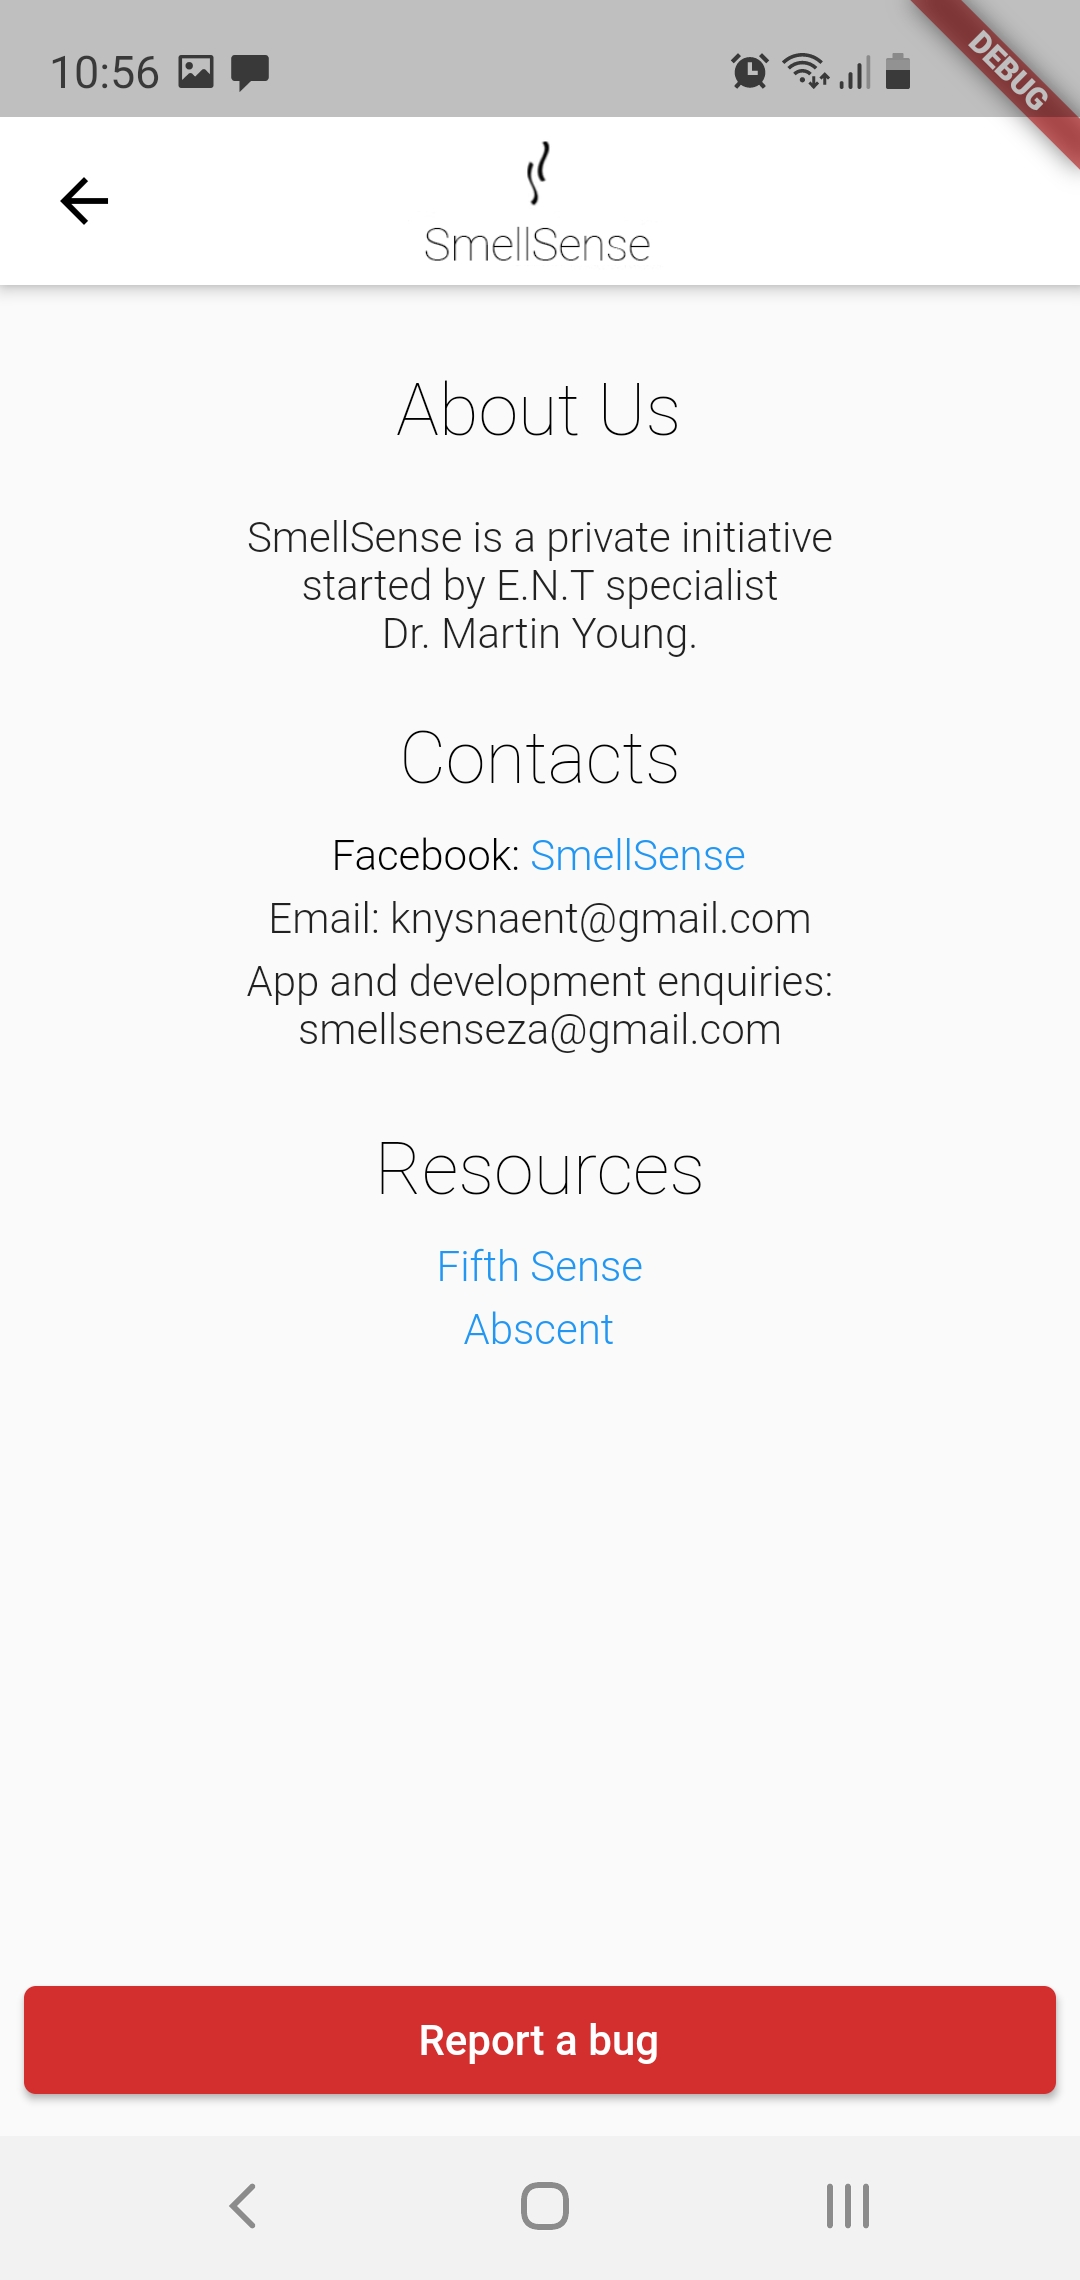 10:56
DEBUG
SmellSense
About Us
SmellSense is a private initiative
started by E.N.T specialist
Dr. Martin Young.
Contacts
Facebook: SmellSense
Email: knysnaent@gmail.com
App and development enquiries:
smellsenseza@gmail.com
Resources
Fifth Sense
Abscent
Report a bug